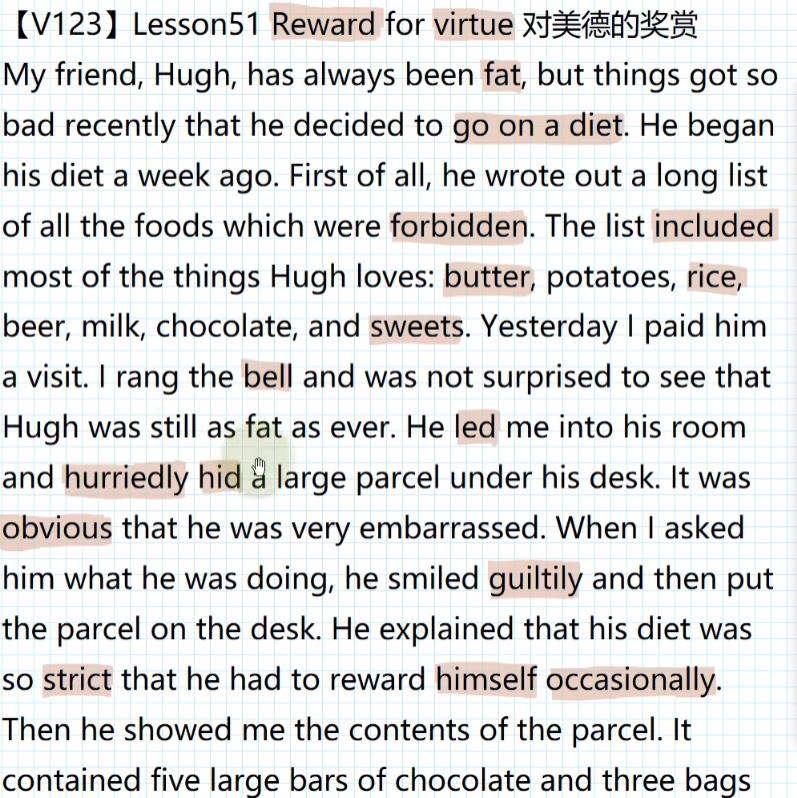 【V123】Lesson51 Reward for virtue 对美德的奖赏
My friend, Hugh, has always been fat, but things got so
bad recently that he decided to go on a diet. He began
his diet a week ago. First of all, he wrote out a long list
of all the foods which were forbidden. The list included
most of the things Hugh loves: butter, potatoes, rice,
beer, milk, chocolate, and sweets. Yesterday I paid him
a visit. I rang the bell and was not surprised to see that
Hugh was still as fat as ever. He led me into his room
and hurriedly hid a large parcel under his desk. It was
obvious that he was very embarrassed. When I asked
him what he was doing, he smiled guiltily and then put
the parcel on the desk. He explained that his diet was
so strict that he had to reward himself occasionally.
Then he showed me the contents of the parcel. It
contained five large bars of chocolate and three bags